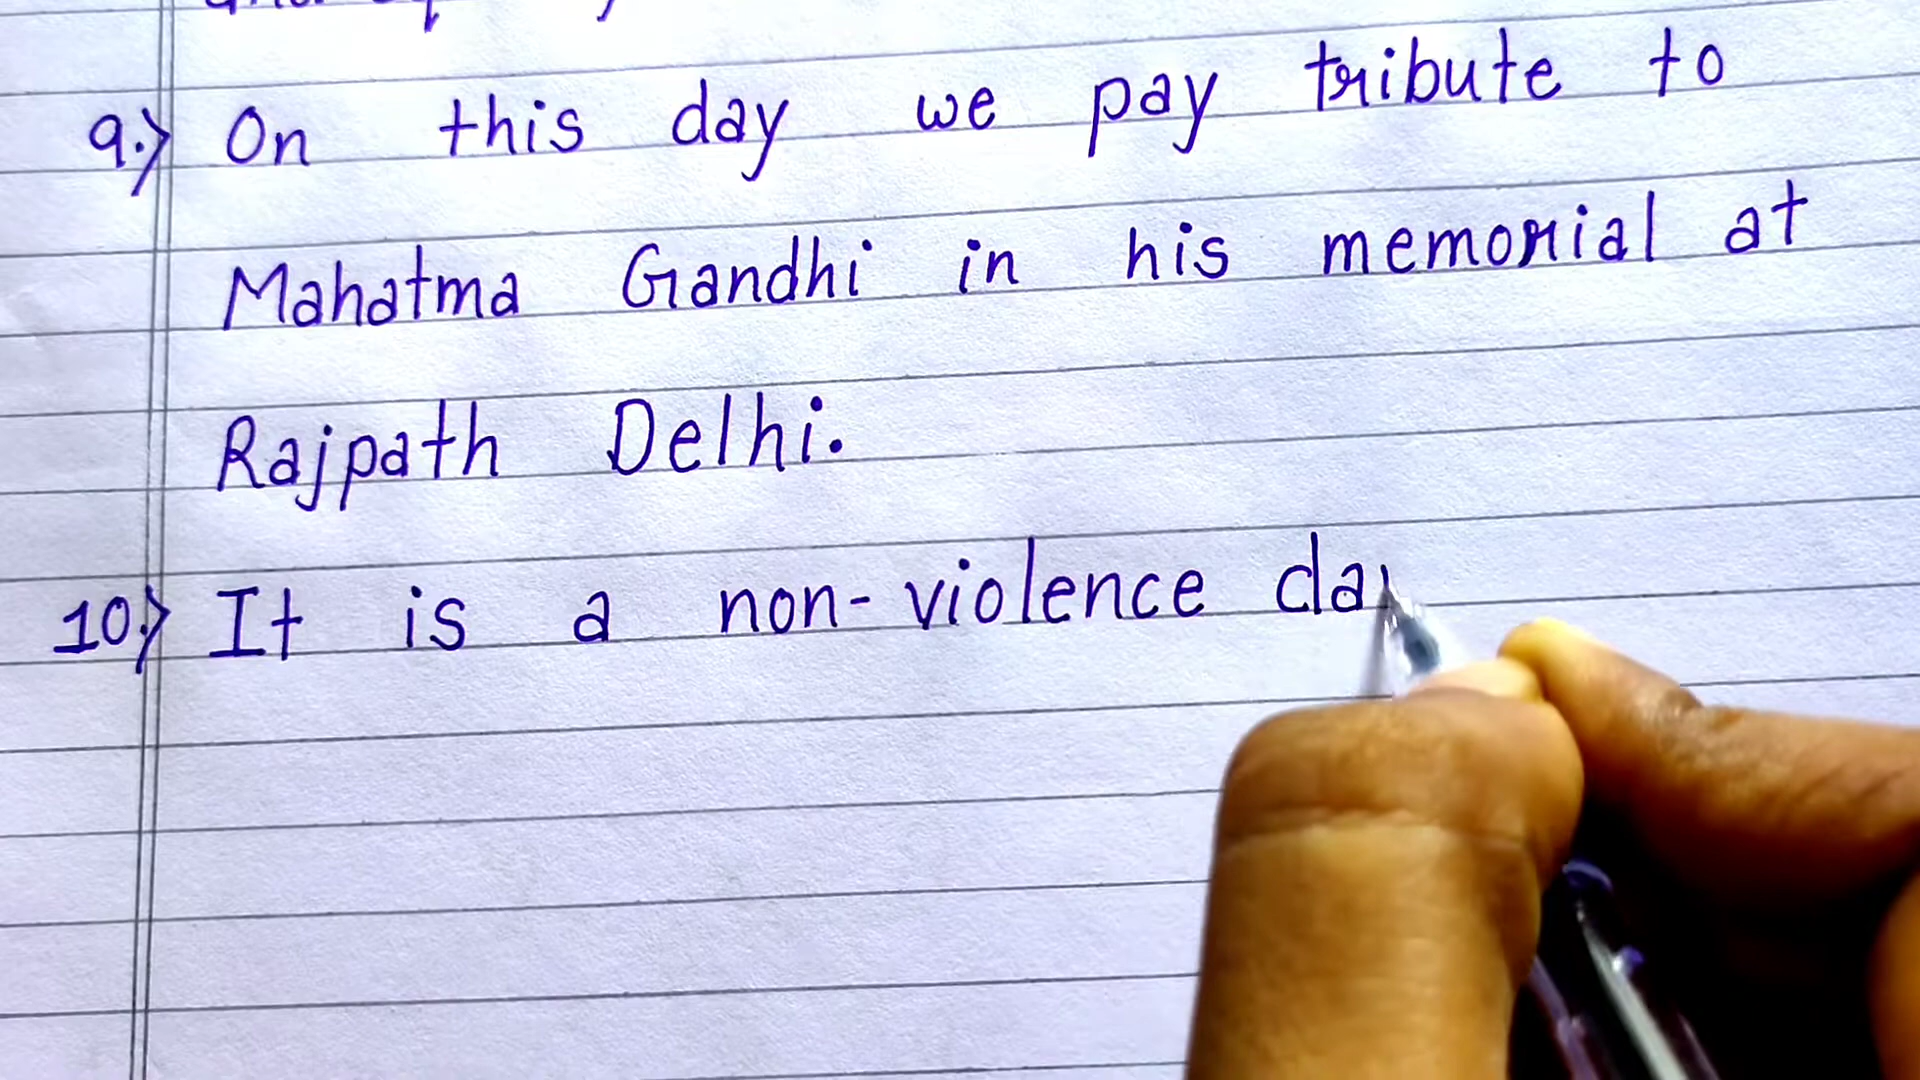 9.) On this day we pay tribute to
Mahatma Gandhi in his memorial at
Rajpath Delhi.
10.) It is a non-violence da